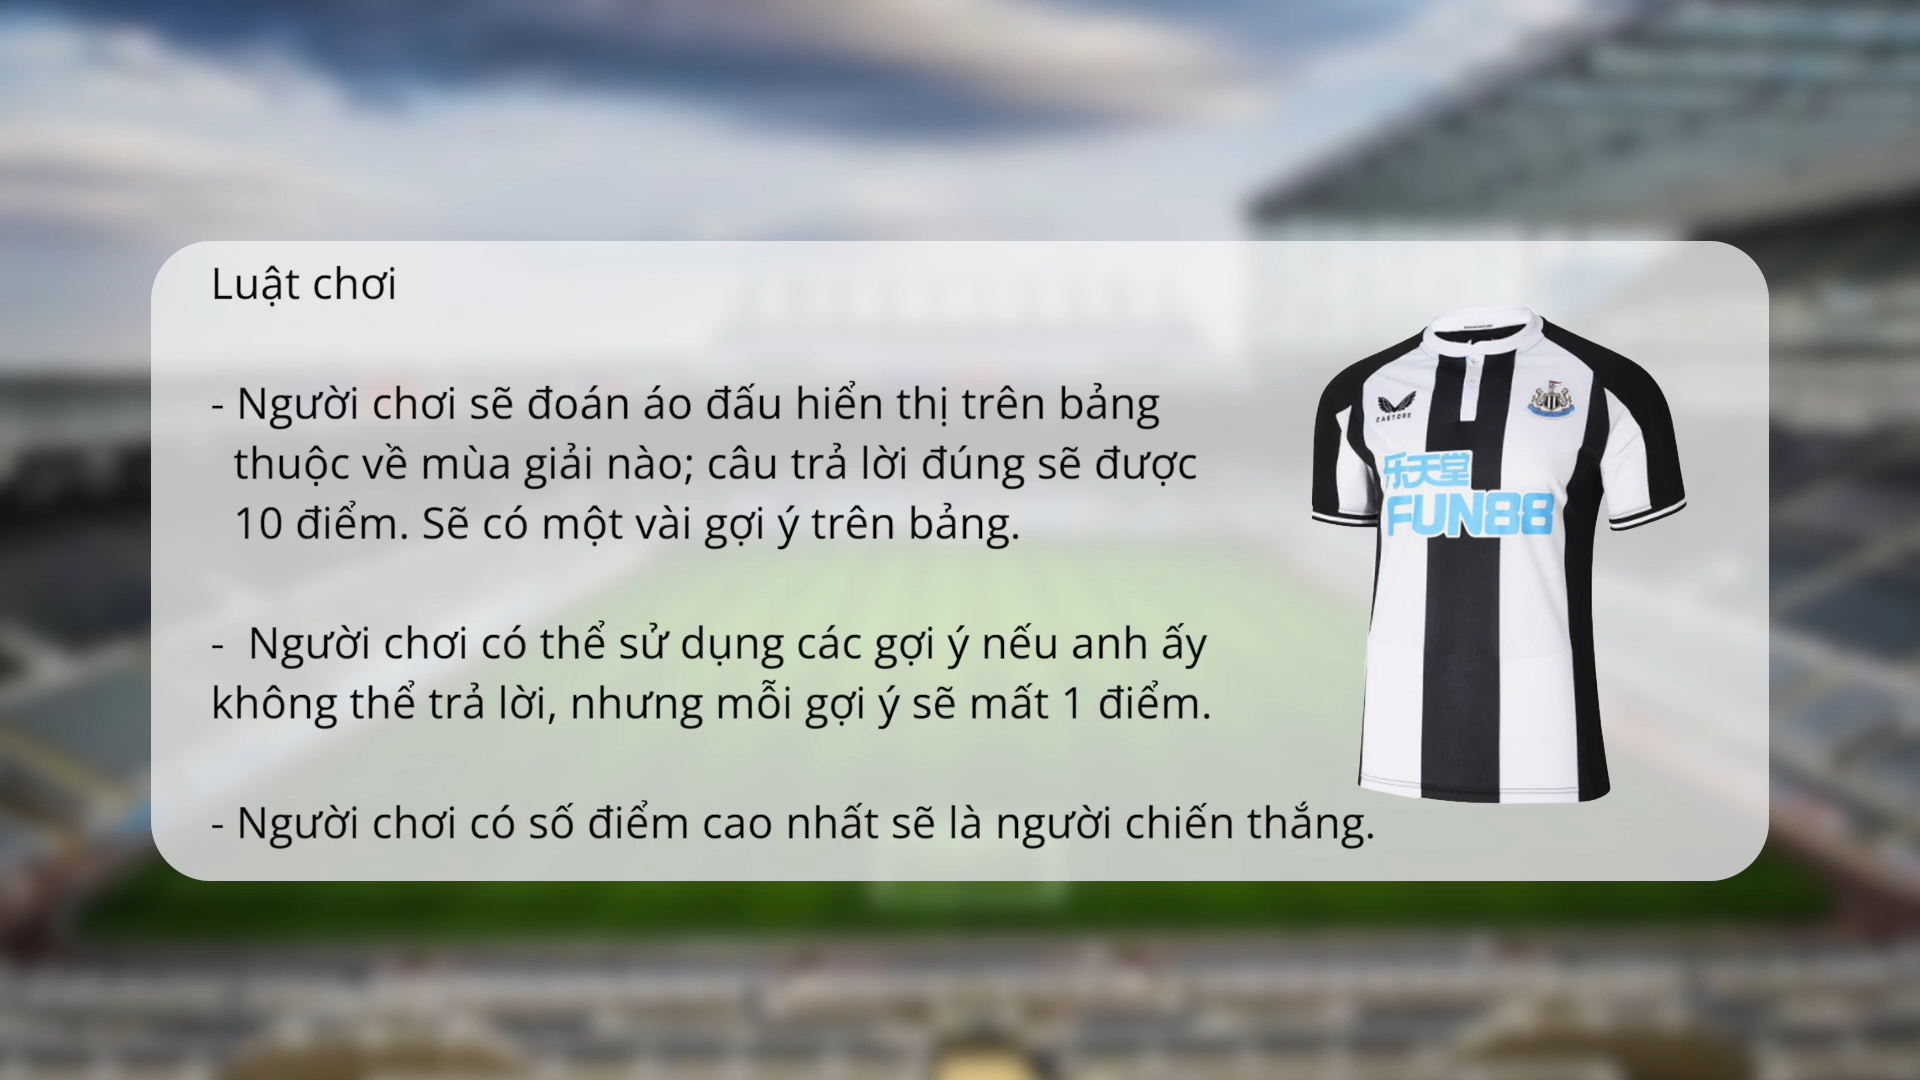 Luật chơi
- Người chơi sẽ đoán áo đấu hiển thị trên bảng
thuộc về mùa giải nào; câu trả lời đúng sẽ được
10 điểm. Sẽ có một vài gợi ý trên bảng.
- Người chơi có thể sử dụng các gợi ý nếu anh ấy
không thể trả lời, nhưng mỗi gợi ý sẽ mất 1 điểm.
- Người chơi có số điểm cao nhất sẽ là người chiến thắng.
CASTORE
乐天堂
FUN88